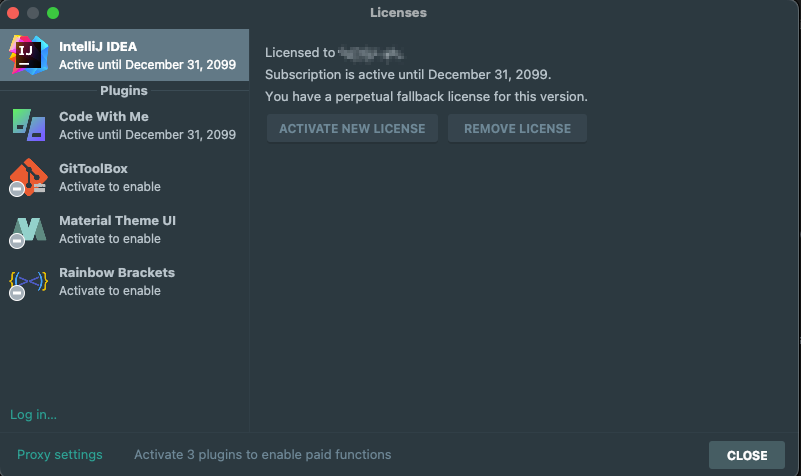 Licenses
IJ
IntelliJ IDEA
Active until December 31, 2099
Plugins
Code With Me
Active until December 31, 2099
GitToolBox
Activate to enable
Material Theme UI
Activate to enable
Rainbow Brackets
Activate to enable
Log in...
Licensed to
Subscription is active until December 31, 2099.
You have a perpetual fallback license for this version.
ACTIVATE NEW LICENSE REMOVE LICENSE
Proxy settings Activate 3 plugins to enable paid functions CLOSE